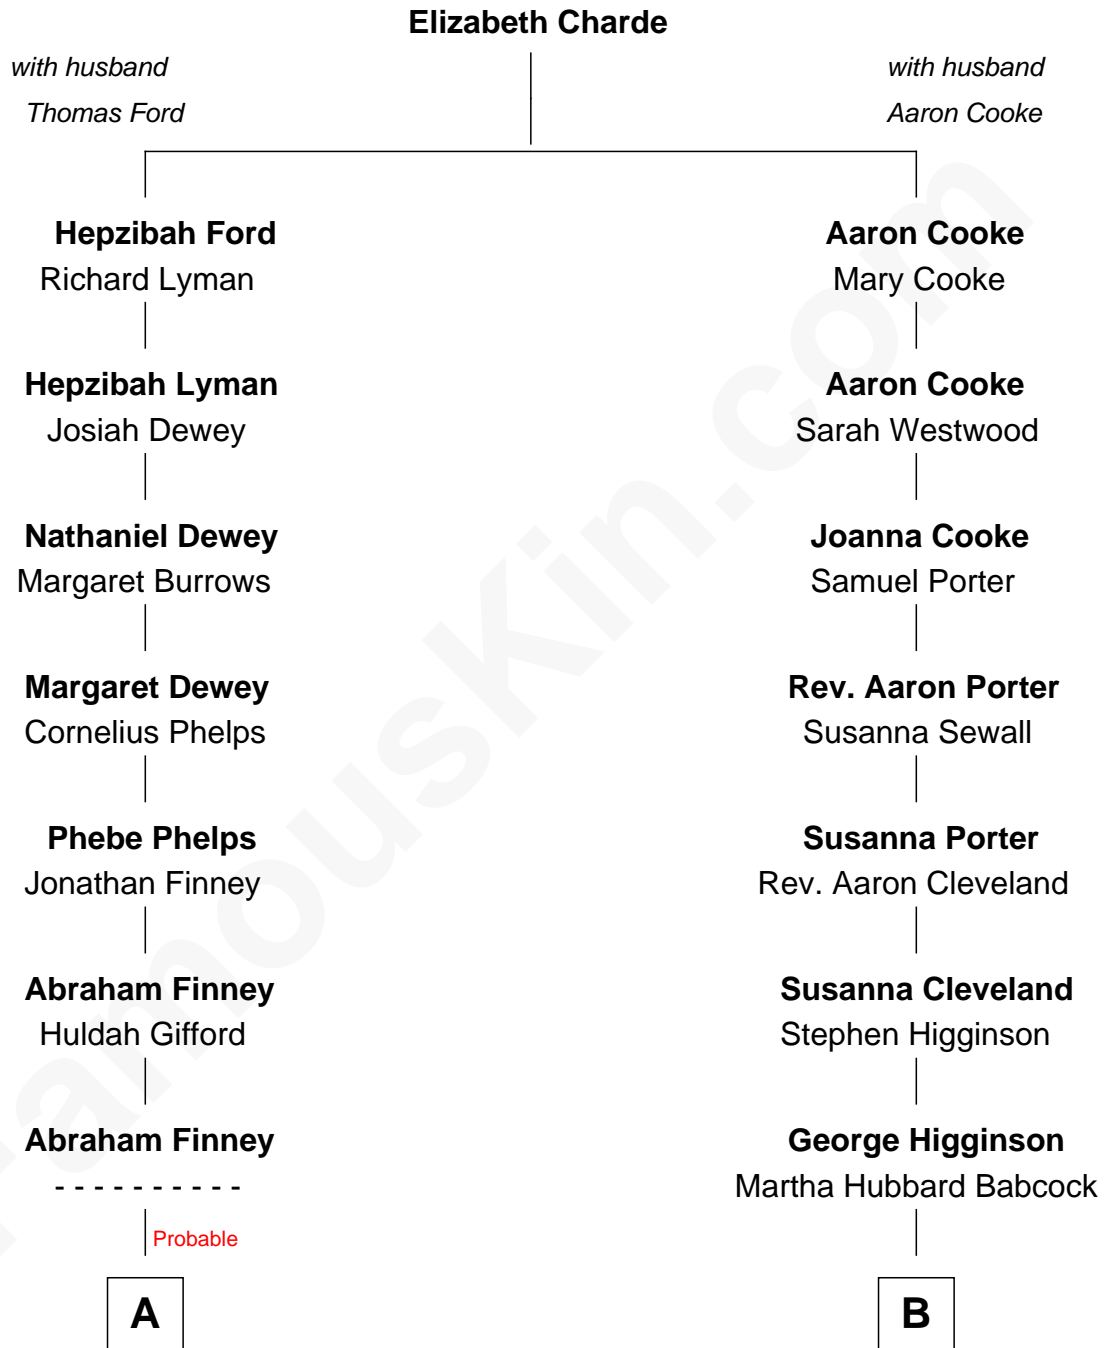 Elizabeth Charde
with husband
Thomas Ford
with husband
Aaron Cooke
Hepzibah Ford
Richard Lyman
Aaron Cooke
Mary Cooke
Hepzibah Lyman
Josiah Dewey
Aaron Cooke
Sarah Westwood
Nathaniel Dewey
Margaret Burrows
Joanna Cooke
Samuel Porter
Margaret Dewey
Cornelius Phelps
Rev. Aaron Porter
Susanna Sewall
Phebe Phelps
Jonathan Finney
Susanna Porter
Rev. Aaron Cleveland
Abraham Finney
Huldah Gifford
Susanna Cleveland
Stephen Higginson
Abraham Finney
- - - - - - - - - -
George Higginson
Martha Hubbard Babcock
Probable
A
B
FamousKin.com